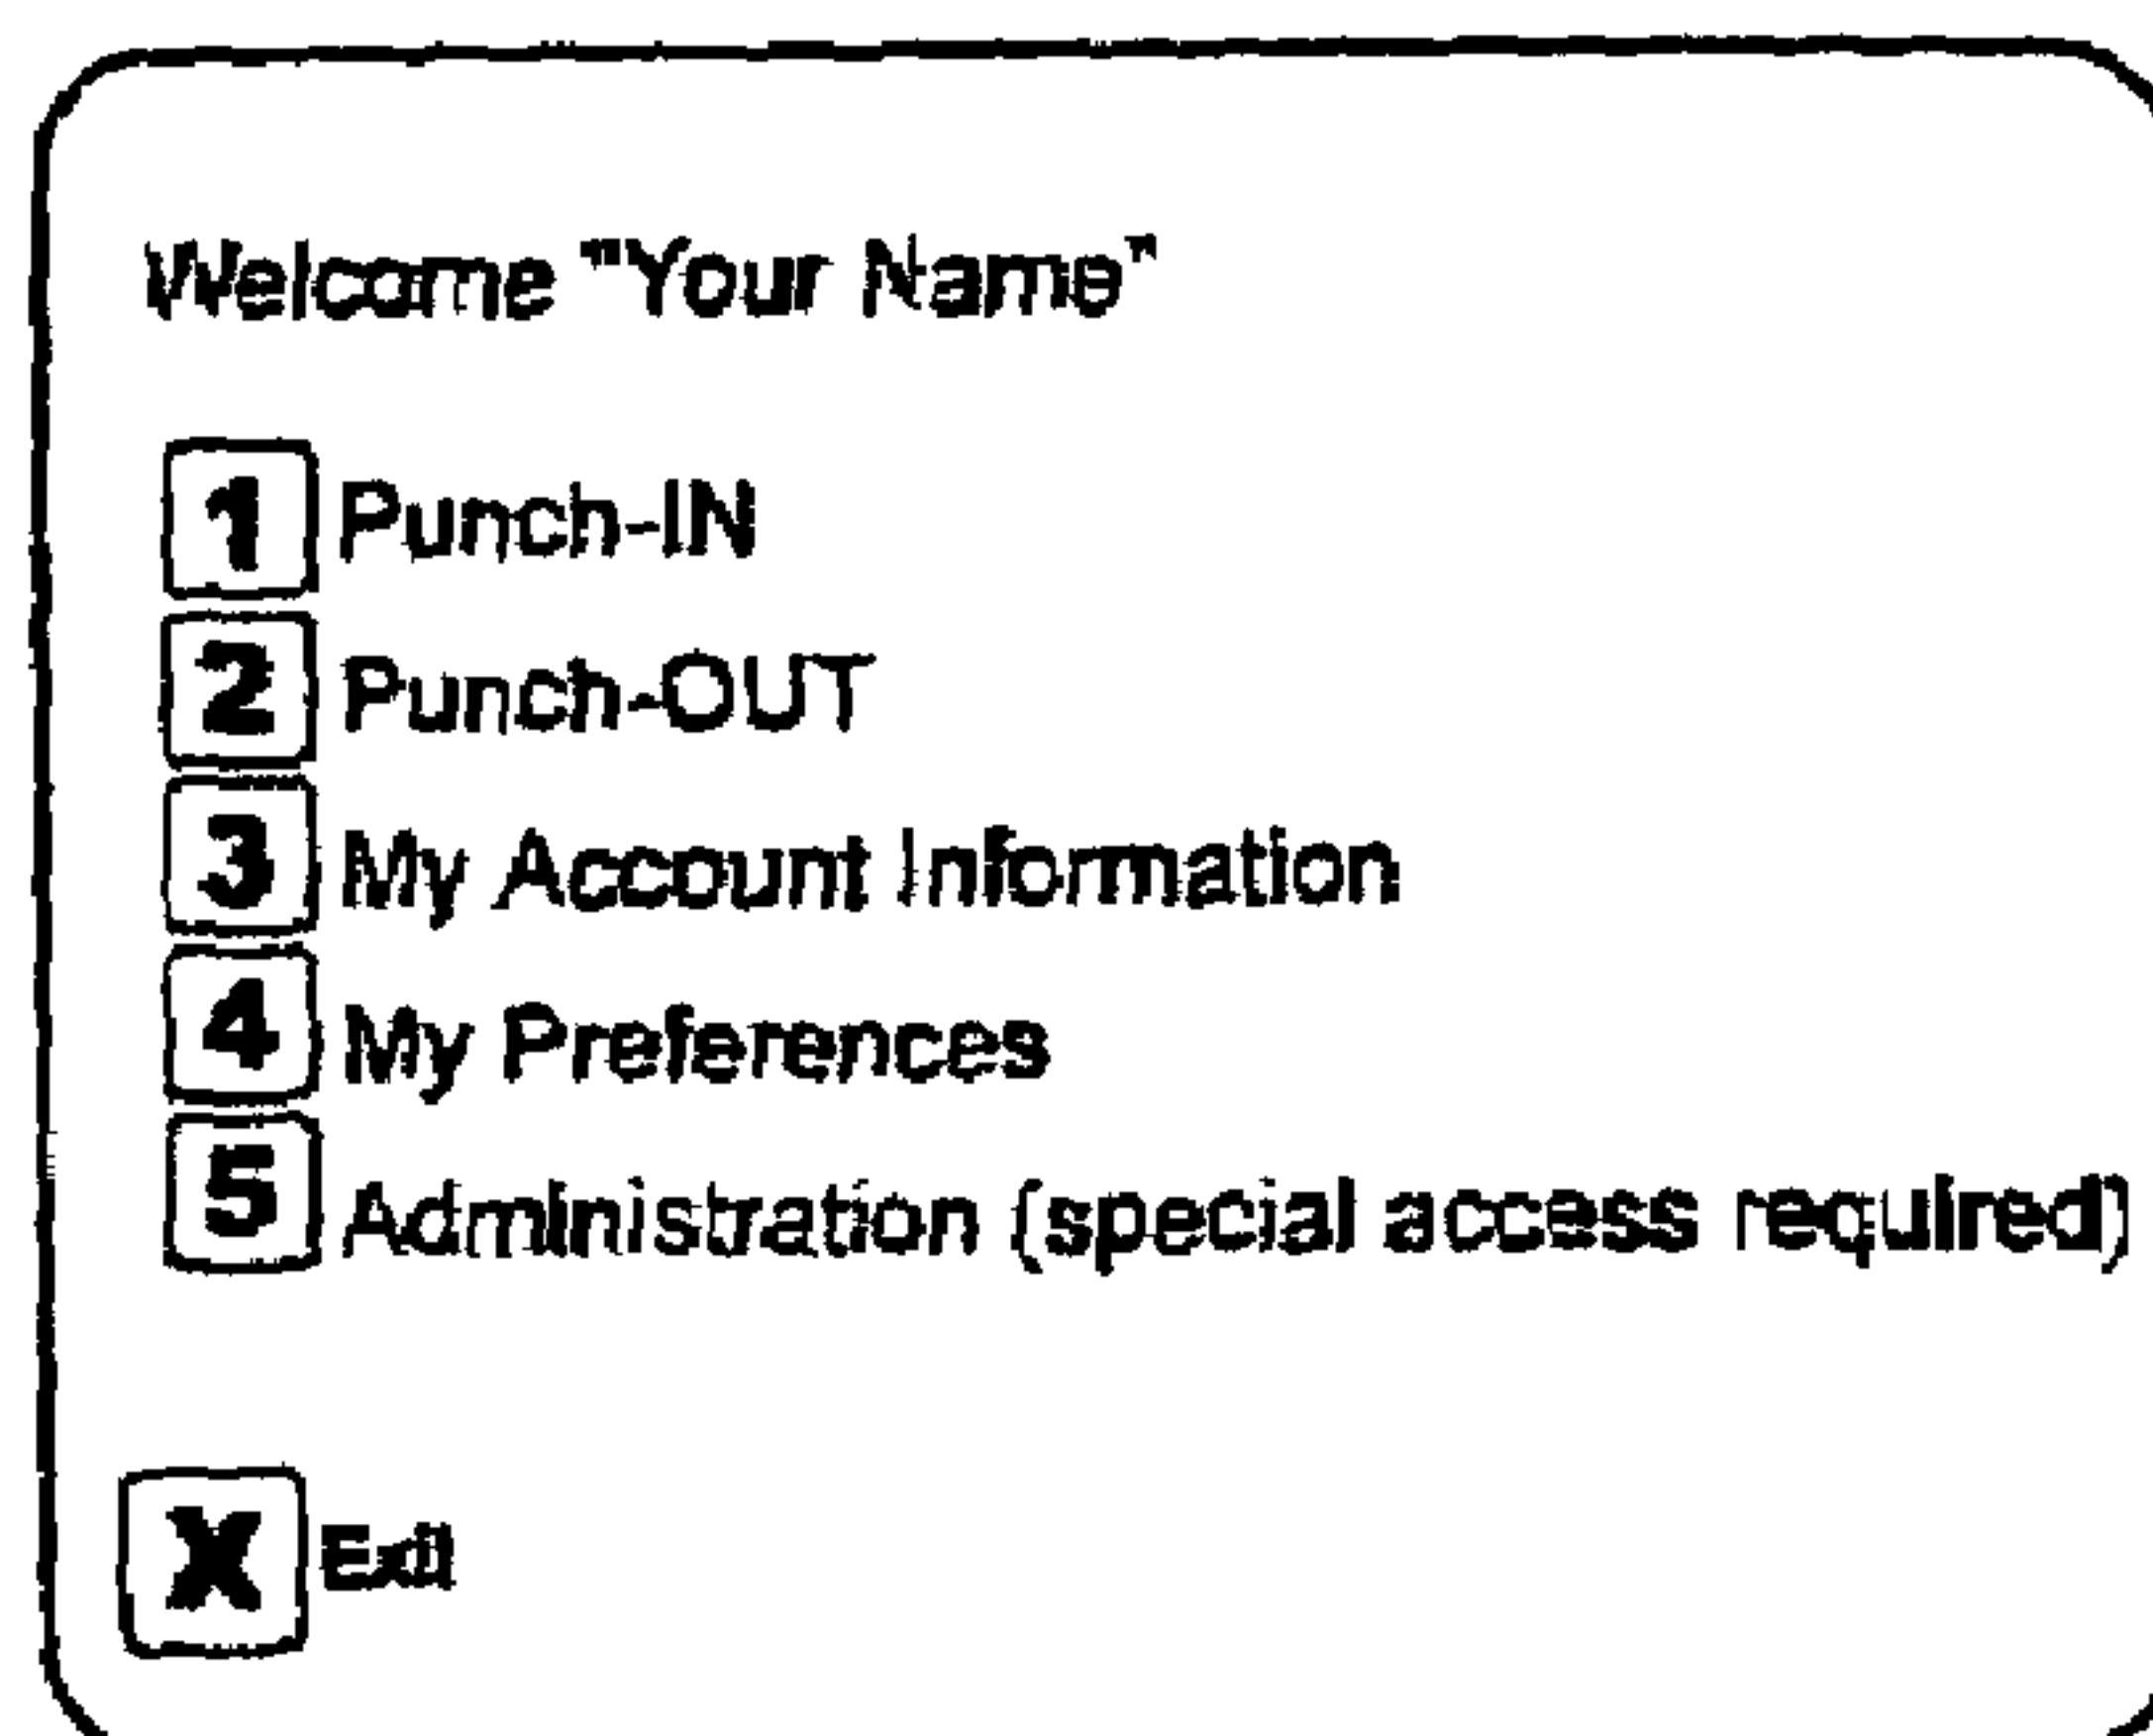 Welcome "Your Name"
1 Punch-IN
2 Punch-OUT
3 My Account Information
4 My Preferences
5 Administration (special access required)
X Exit